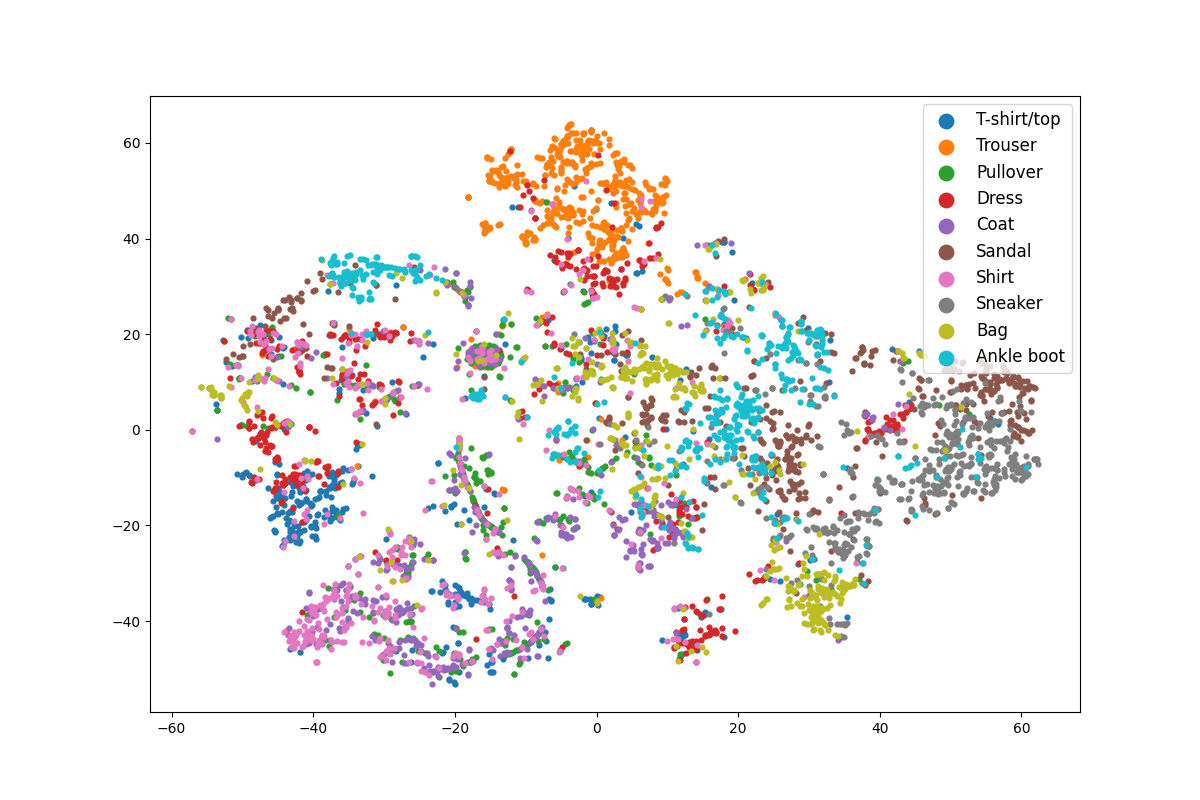 T-shirt/top
Trouser
Pullover
Dress
Coat
Sandal
Shirt
Sneaker
Bag
Ankle boot
60
40
20
0
−20
−40
−60 −40 −20 0 20 40 60